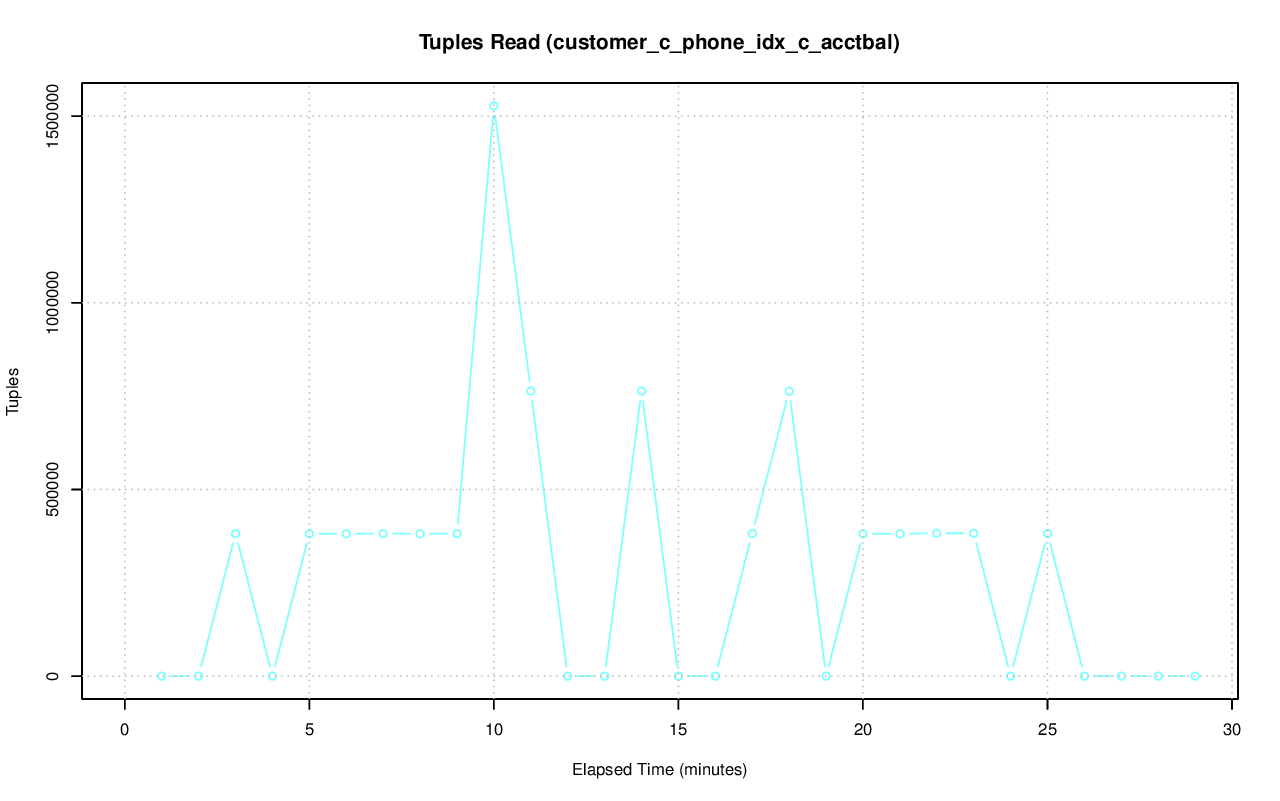 Tuples Read (customer_c_phone_idx_c_acctbal)
Tuples
1500000
1000000
500000
0
0 5 10 15 20 25 30
Elapsed Time (minutes)